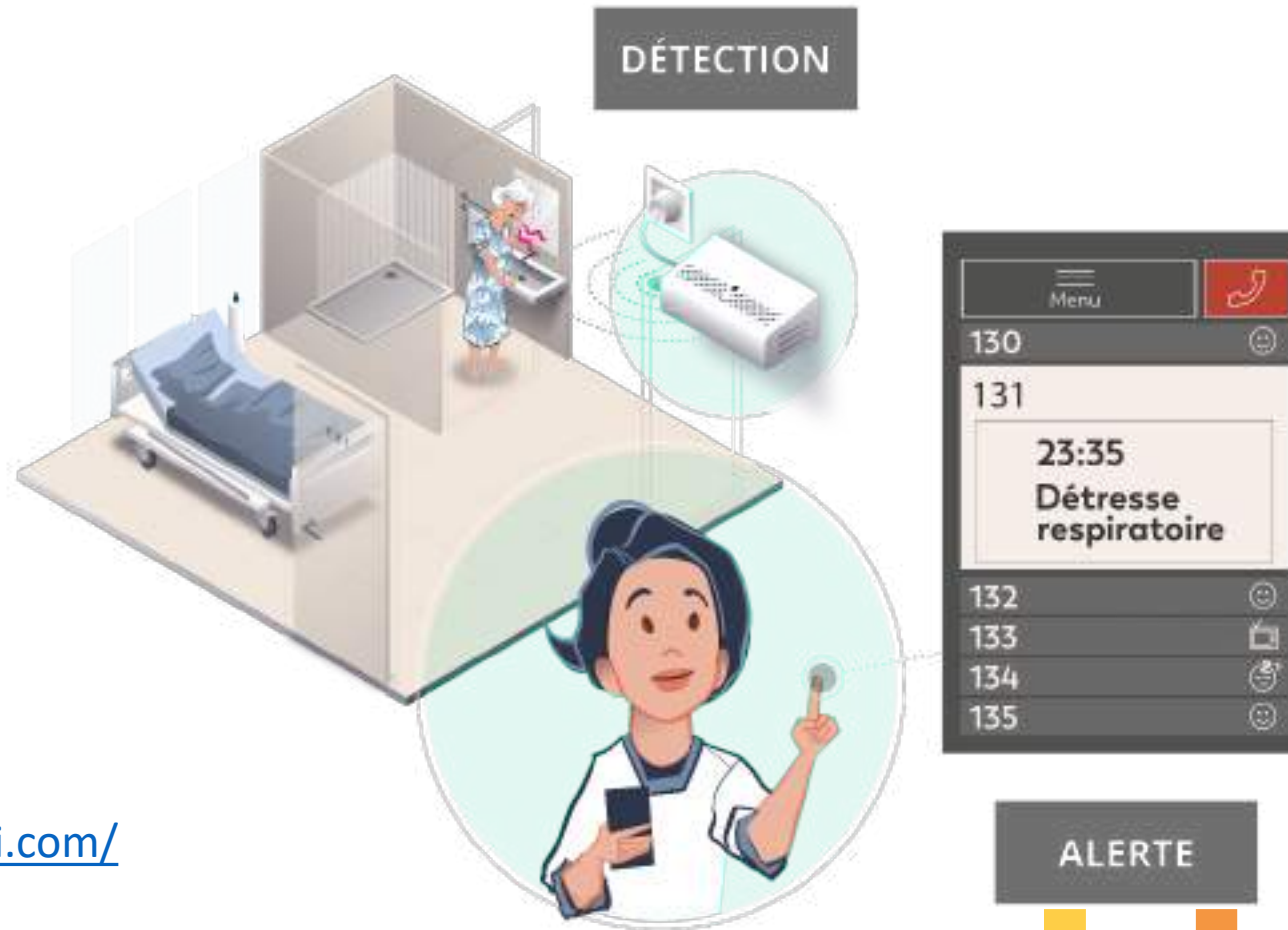 DÉTECTION
Menu
130
131
23:35
Détresse
respiratoire
132
133
134
135
i.com/
ALERTE